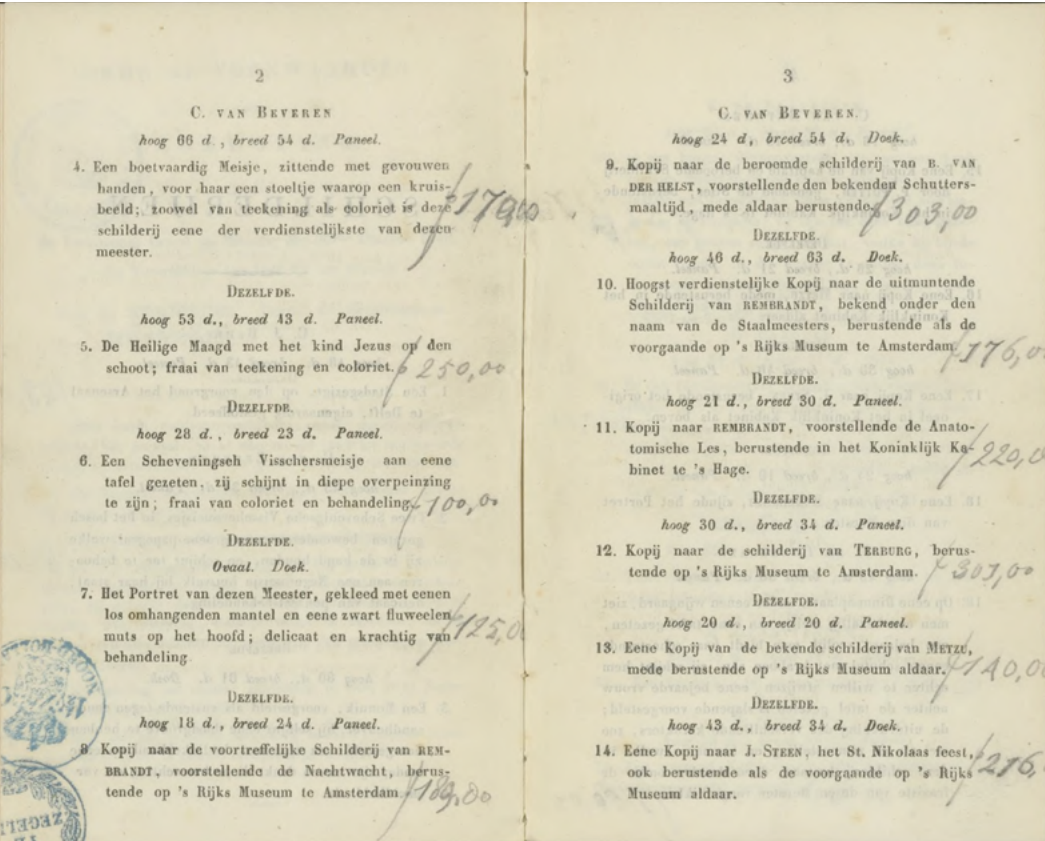 2
C. VAN BEVEREN
hoog 66 d., breed 54 d. Paneel.
4. Een boetvaardig Meisje, zittende met gevouwen
handen, voor haar een stoeltje waarop een kruis-
beeld; zoowel van teekening als coloriet is deze
schilderij eene der verdienstelijkste van dezen
meester.
ƒ 179,00
DEZELFDE.
hoog 53 d., breed 43 d. Paneel.
5. De Heilige Maagd met het kind Jezus op den
schoot; fraai van teekening en coloriet. ƒ 250,00
DEZELFDE.
hoog 28 d., breed 23 d. Paneel.
6. Een Scheveningsch Visschersmeisje aan eene
tafel gezeten, zij schijnt in diepe overpeinzing
te zijn; fraai van coloriet en behandeling. ƒ 100,00
DEZELFDE.
Ovaal. Doek.
7. Het Portret van dezen Meester, gekleed met eenen
los omhangenden mantel en eene zwart fluweelen
muts op het hoofd; delicaat en krachtig van ƒ 125,0
behandeling
DEZELFDE.
hoog 18 d., breed 24 d. Paneel.
8. Kopij naar de voortreffelijke Schilderij van REM-
BRANDT, voorstellende de Nachtwacht, berus-
tende op 's Rijks Museum te Amsterdam ƒ 169,00
3
C. VAN BEVEREN.
hoog 24 d, breed 54 d. Doek.
9. Kopij naar de beroemde schilderij van B. VAN
DER HELST, voorstellende den bekenden Schutters-
maaltijd, mede aldaar berustende. ƒ 303,00
DEZELFDE.
hoog 46 d., breed 63 d. Doek.
10. Hoogst verdienstelijke Kopij naar de uitmuntende
Schilderij van REMBRANDT, bekend onder den
naam van de Staalmeesters, berustende als de
voorgaande op 's Rijks Museum te Amsterdam. ƒ 176,0
DEZELFDE.
hoog 21 d., breed 30 d. Paneel.
11. Kopij naar REMBRANDT, voorstellende de Anato-
tomische Les, berustende in het Koninklijk Ka-
binet te 's Hage. ƒ 220,0
DEZELFDE.
hoog 30 d., breed 34 d. Paneel.
12. Kopij naar de schilderij van TERBURG, berus-
tende op 's Rijks Museum te Amsterdam. ƒ 301,00
DEZELFDE.
hoog 20 d., breed 20 d. Paneel.
13. Eene Kopij van de bekende schilderij van METZU,
mede berustende op 's Rijks Museum aldaar. ƒ 140,0
DEZELFDE.
hoog 43 d., breed 34 d. Doek.
14. Eene Kopij naar J. STEEN, het St. Nikolaas feest,
ook berustende als de voorgaande op 's Rijks ƒ 216,
Museum aldaar.